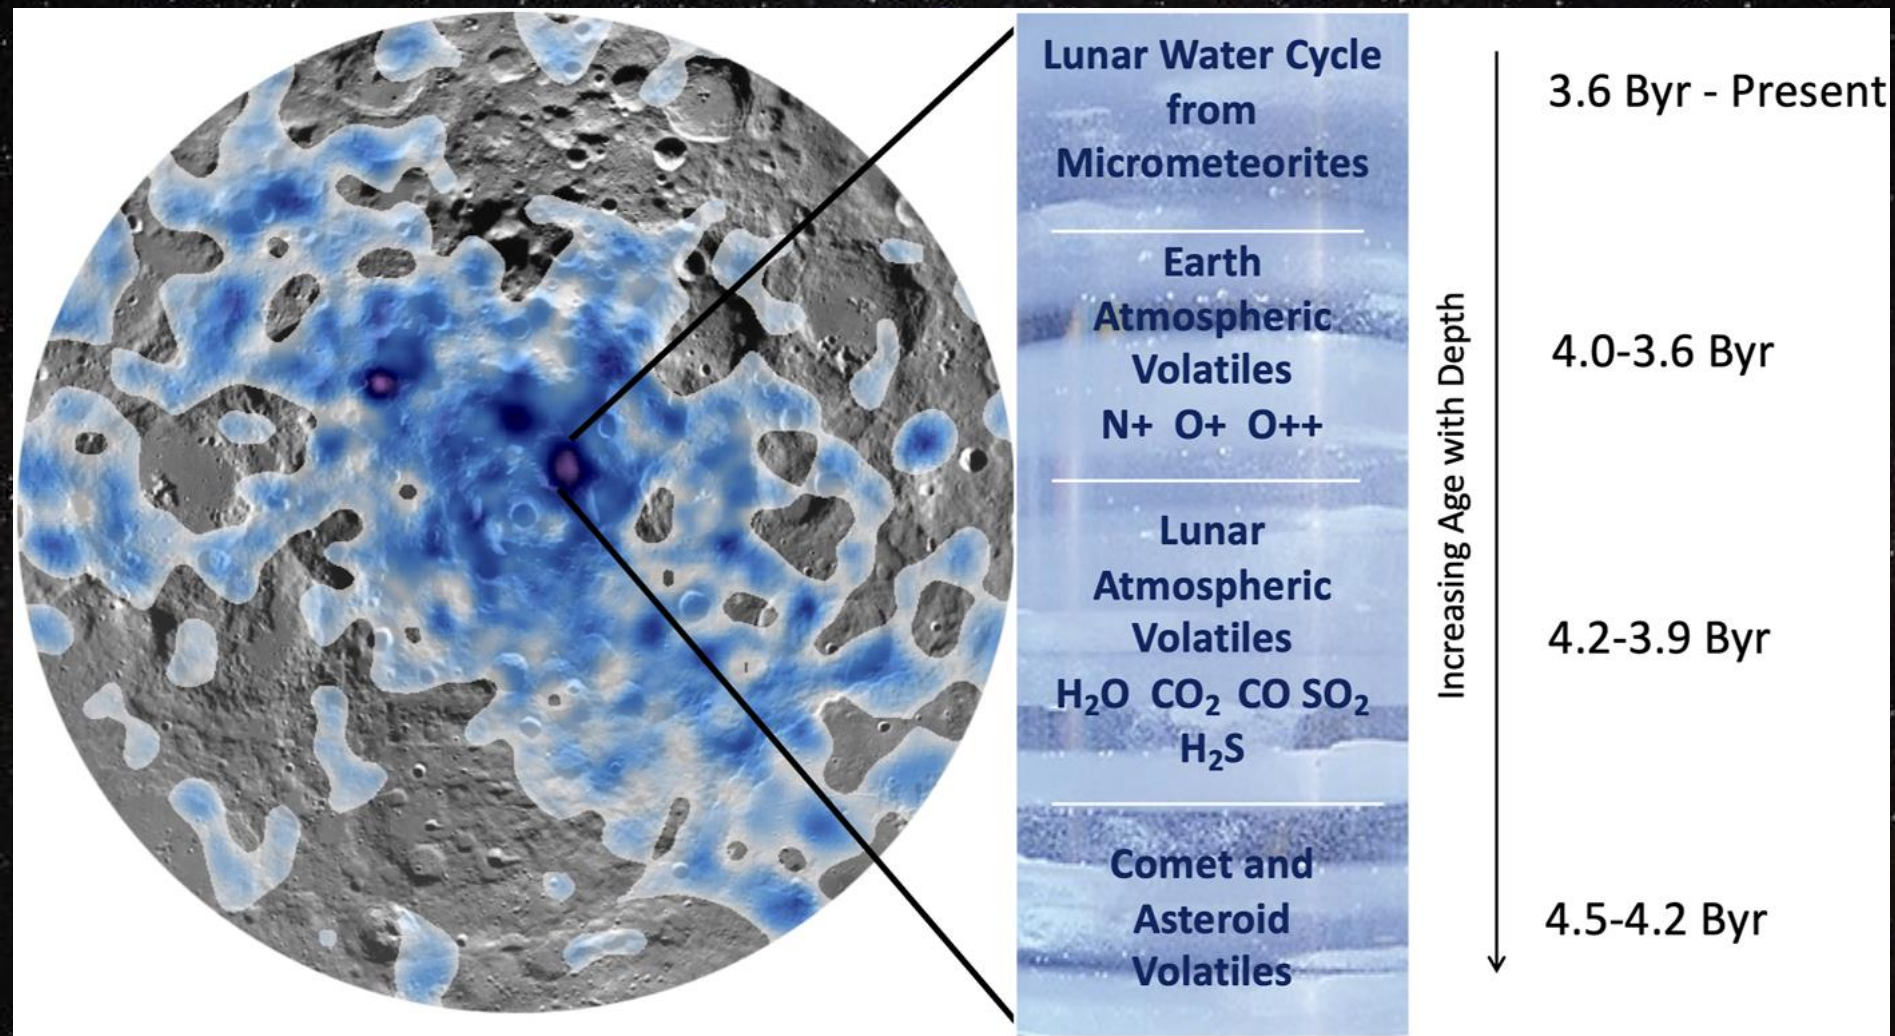 Lunar Water Cycle
from
Micrometeorites
3.6 Byr - Present
Earth
Atmospheric
Volatiles
N+ O+ O++
4.0-3.6 Byr
Lunar
Atmospheric
Volatiles
H₂O CO₂ CO SO₂
H₂S
4.2-3.9 Byr
Comet and
Asteroid
Volatiles
4.5-4.2 Byr
Increasing Age with Depth